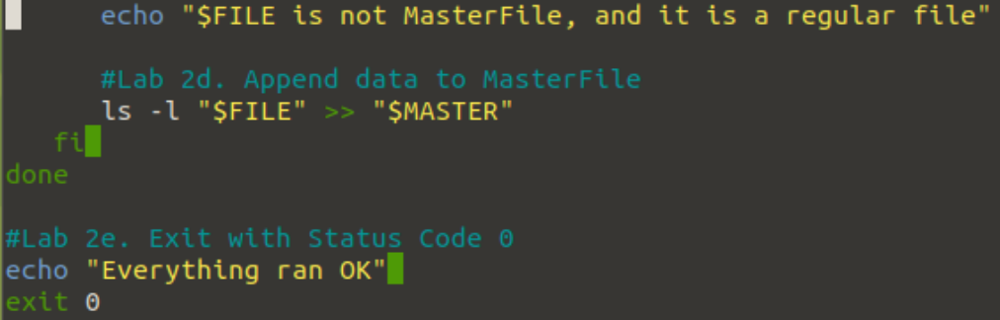 echo "$FILE is not MasterFile, and it is a regular file"
#Lab 2d. Append data to MasterFile
ls -l "$FILE" >> "$MASTER"
fi
done
#Lab 2e. Exit with Status Code 0
echo "Everything ran OK"
exit 0